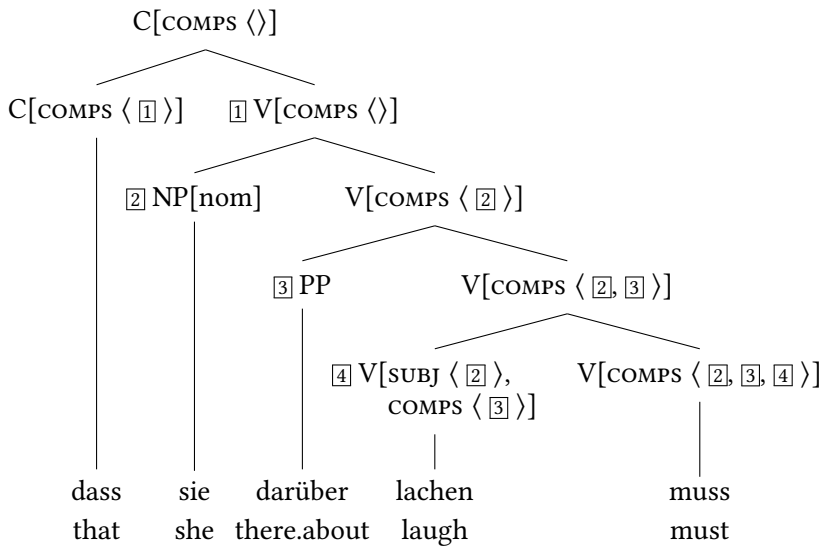 C[COMPS ⟨⟩]
C[COMPS ⟨ 1 ⟩] 1 V[COMPS ⟨⟩]
2 NP[nom] V[COMPS ⟨ 2 ⟩]
3 PP V[COMPS ⟨ 2, 3 ⟩]
4 V[SUBJ ⟨ 2 ⟩, V[COMPS ⟨ 2, 3, 4 ⟩]
COMPS ⟨ 3 ⟩]
dass sie darüber lachen muss
that she there.about laugh must